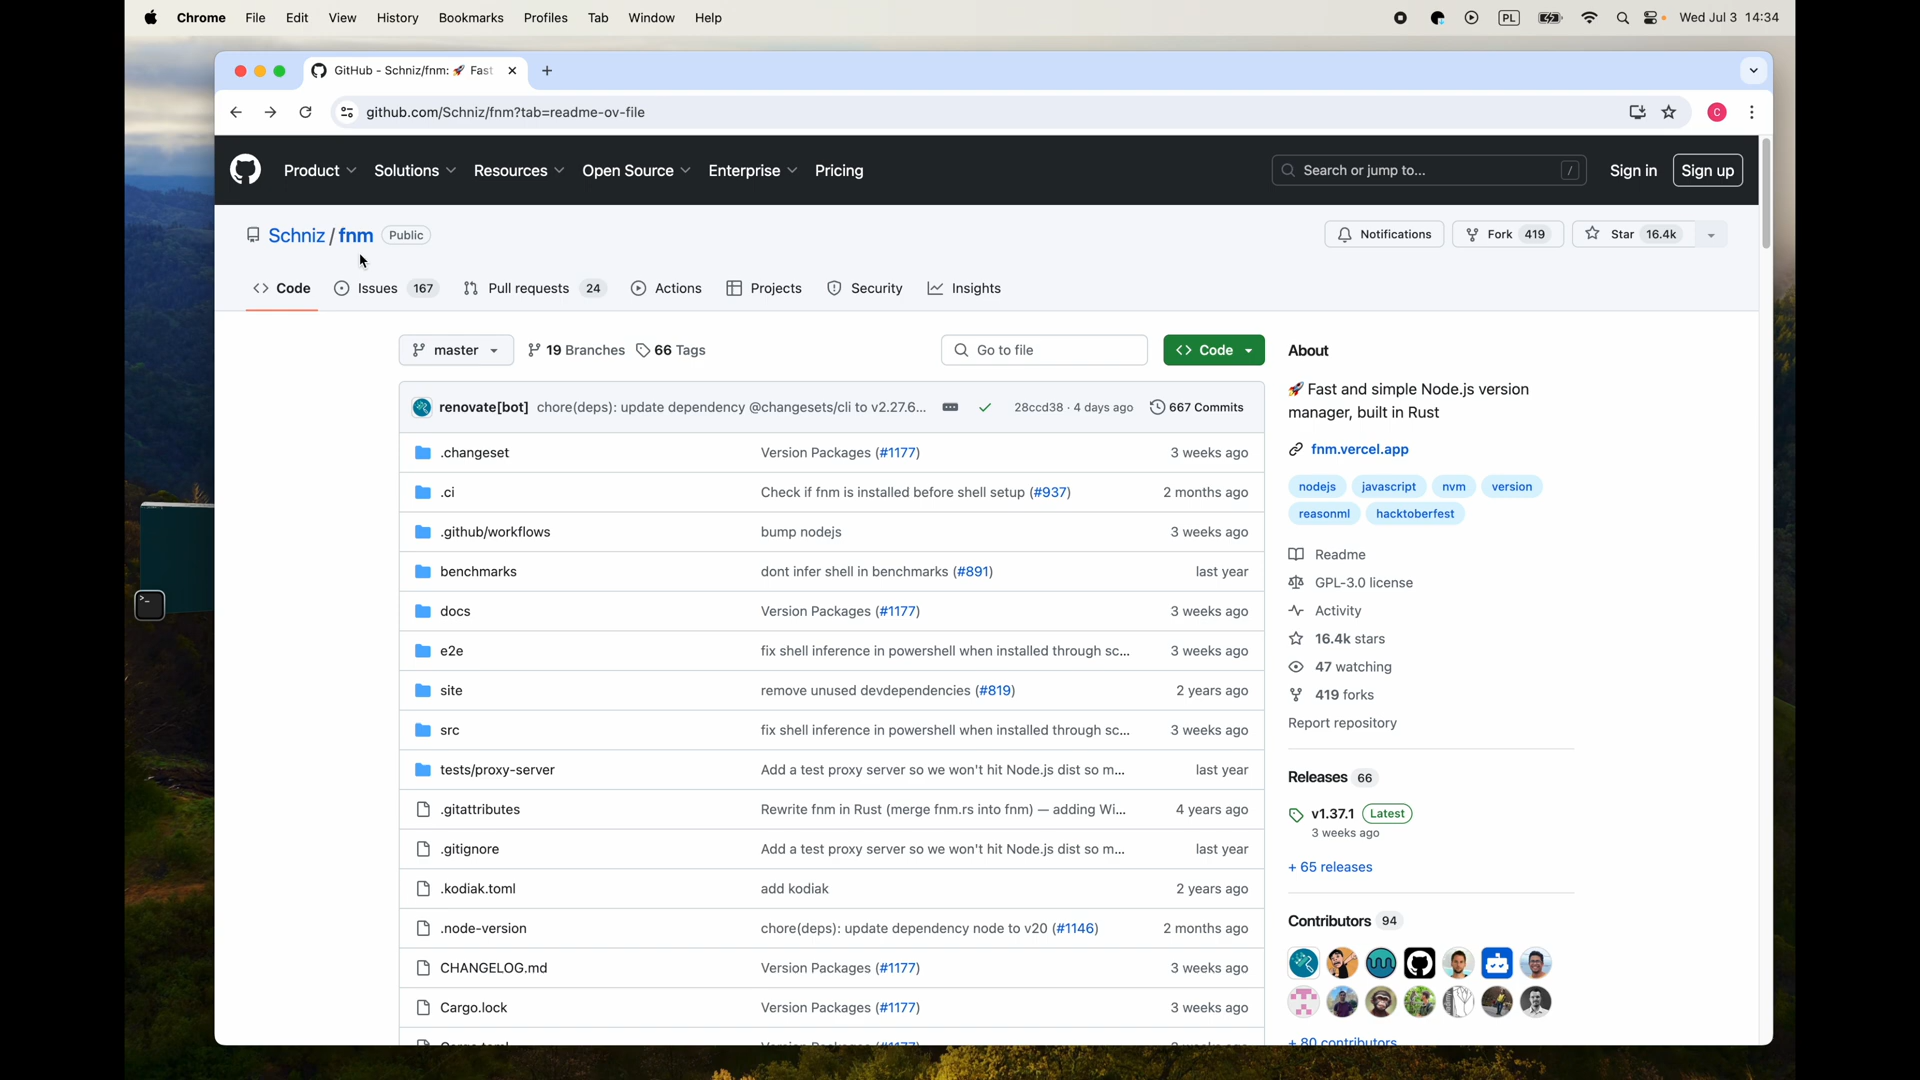 Chrome File Edit View History Bookmarks Profiles Tab Window Help PL Wed Jul 3 14:34
GitHub - Schniz/fnm: 🚀 Fast
github.com/Schniz/fnm?tab=readme-ov-file C
Product Solutions Resources Open Source Enterprise Pricing Search or jump to... / Sign in Sign up
Schniz / fnm Public Notifications Fork 419 Star 16.4k
Code Issues 167 Pull requests 24 Actions Projects Security Insights
master 19 Branches 66 Tags Go to file Code
renovate[bot] chore(deps): update dependency @changesets/cli to v2.27.6... 28ccd38 · 4 days ago 667 Commits
.changeset Version Packages (#1177) 3 weeks ago
.ci Check if fnm is installed before shell setup (#937) 2 months ago
.github/workflows bump nodejs 3 weeks ago
benchmarks dont infer shell in benchmarks (#891) last year
docs Version Packages (#1177) 3 weeks ago
e2e fix shell inference in powershell when installed through sc... 3 weeks ago
site remove unused devdependencies (#819) 2 years ago
src fix shell inference in powershell when installed through sc... 3 weeks ago
tests/proxy-server Add a test proxy server so we won't hit Node.js dist so m... last year
.gitattributes Rewrite fnm in Rust (merge fnm.rs into fnm) — adding Wi... 4 years ago
.gitignore Add a test proxy server so we won't hit Node.js dist so m... last year
.kodiak.toml add kodiak 2 years ago
.node-version chore(deps): update dependency node to v20 (#1146) 2 months ago
CHANGELOG.md Version Packages (#1177) 3 weeks ago
Cargo.lock Version Packages (#1177) 3 weeks ago
About
🚀 Fast and simple Node.js version
manager, built in Rust
fnm.vercel.app
nodejs javascript nvm version
reasonml hacktoberfest
Readme
GPL-3.0 license
Activity
16.4k stars
47 watching
419 forks
Report repository
Releases 66
v1.37.1 Latest
3 weeks ago
+ 65 releases
Contributors 94
+ 80 contributors